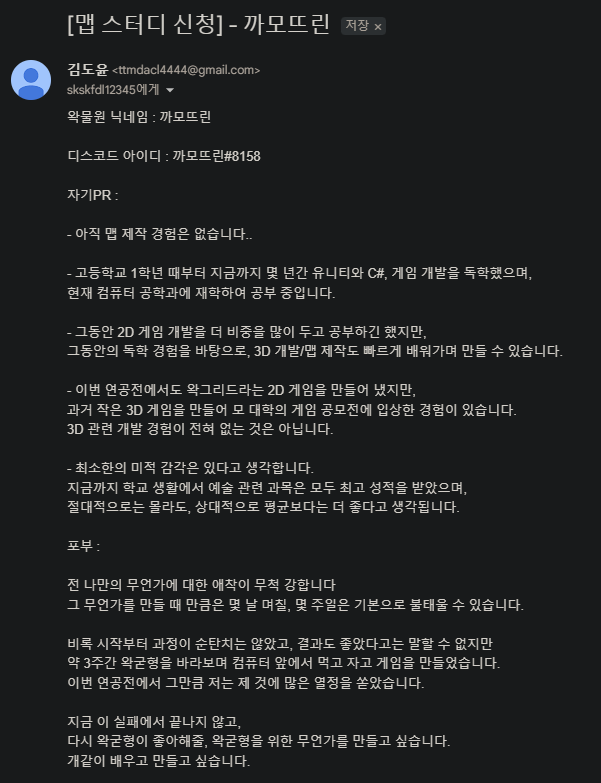 [맵 스터디 신청] - 까모뜨린 저장 ×
김도윤 <ttmdacl4444@gmail.com>
skskfdl12345에게
왁물원 닉네임 : 까모뜨린
디스코드 아이디 : 까모뜨린#8158
자기PR :
- 아직 맵 제작 경험은 없습니다..
- 고등학교 1학년 때부터 지금까지 몇 년간 유니티와 C#, 게임 개발을 독학했으며,
현재 컴퓨터 공학과에 재학하여 공부 중입니다.
- 그동안 2D 게임 개발을 더 비중을 많이 두고 공부하긴 했지만,
그동안의 독학 경험을 바탕으로, 3D 개발/맵 제작도 빠르게 배워가며 만들 수 있습니다.
- 이번 연공전에서도 왁그리드라는 2D 게임을 만들어 냈지만,
과거 작은 3D 게임을 만들어 모 대학의 게임 공모전에 입상한 경험이 있습니다.
3D 관련 개발 경험이 전혀 없는 것은 아닙니다.
- 최소한의 미적 감각은 있다고 생각합니다.
지금까지 학교 생활에서 예술 관련 과목은 모두 최고 성적을 받았으며,
절대적으로는 몰라도, 상대적으로 평균보다는 더 좋다고 생각됩니다.
포부 :
전 나만의 무언가에 대한 애착이 무척 강합니다
그 무언가를 만들 때 만큼은 몇 날 며칠, 몇 주일은 기본으로 불태울 수 있습니다.
비록 시작부터 과정이 순탄치는 않았고, 결과도 좋았다고는 말할 수 없지만
약 3주간 왁굳형을 바라보며 컴퓨터 앞에서 먹고 자고 게임을 만들었습니다.
이번 연공전에서 그만큼 저는 제 것에 많은 열정을 쏟았습니다.
지금 이 실패에서 끝나지 않고,
다시 왁굳형이 좋아해줄, 왁굳형을 위한 무언가를 만들고 싶습니다.
개같이 배우고 만들고 싶습니다.